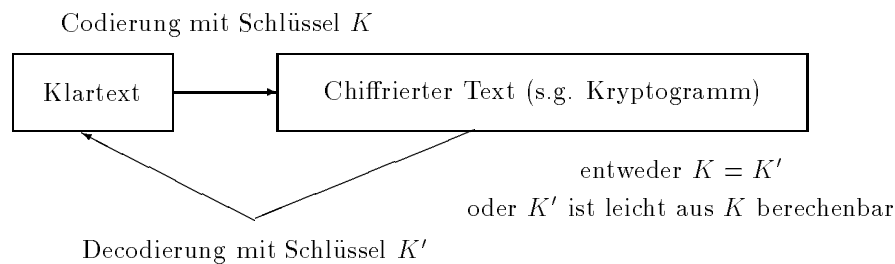 Codierung mit Schlüssel K
Klartext
Chiffrierter Text (s.g. Kryptogramm)
entweder K = K′
oder K′ ist leicht aus K berechenbar
Decodierung mit Schlüssel K′